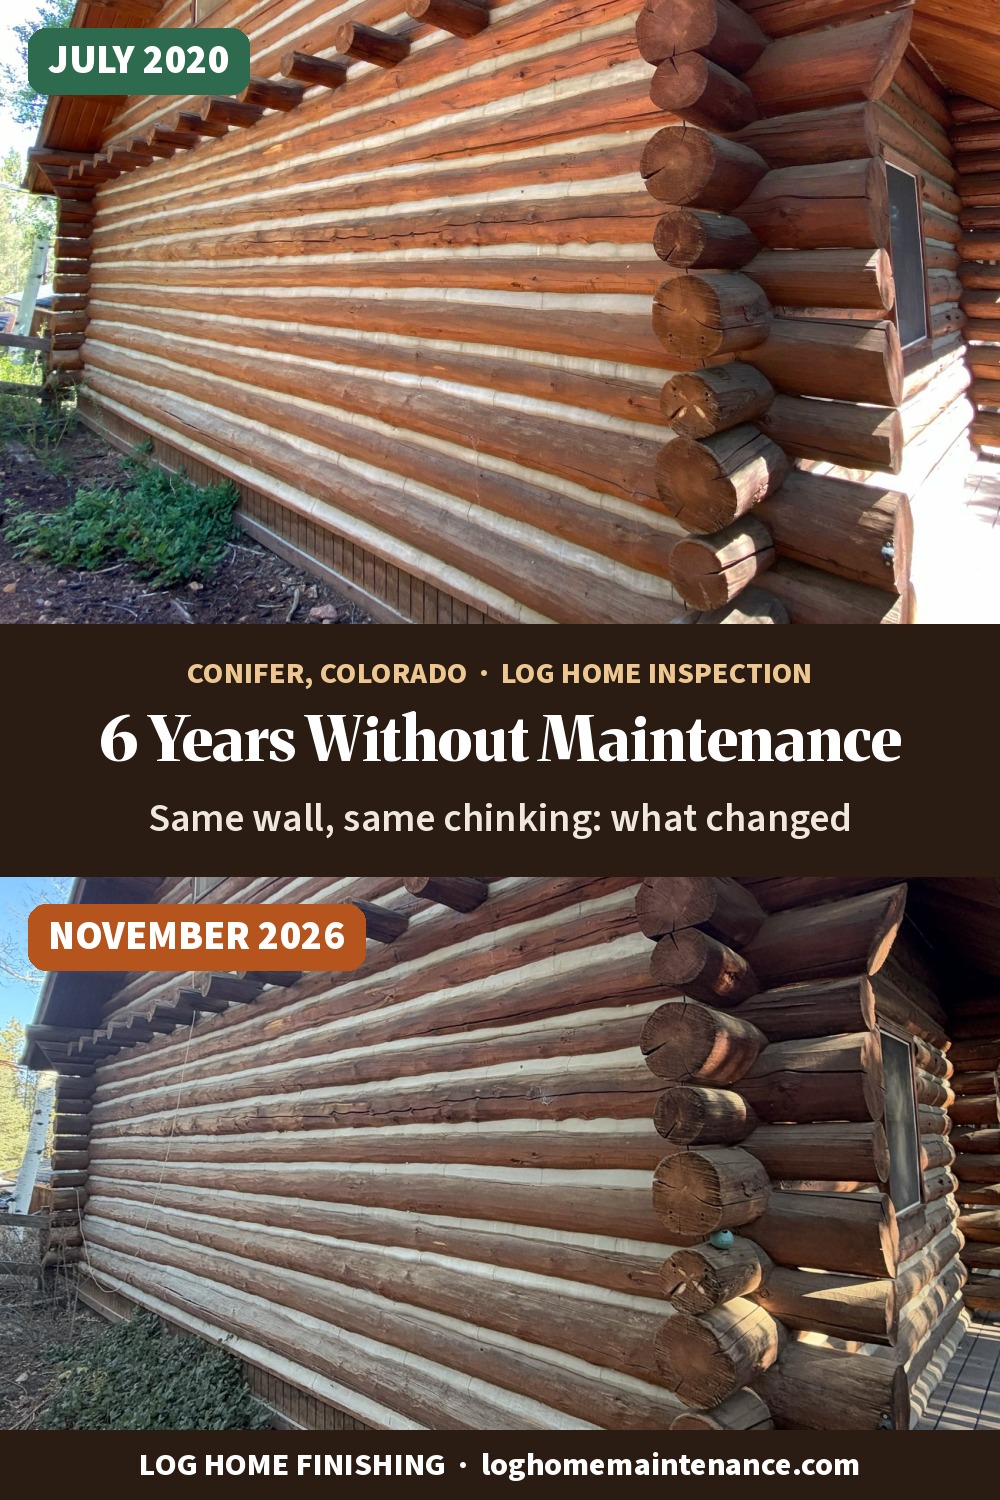 JULY 2020
CONIFER, COLORADO · LOG HOME INSPECTION
6 Years Without Maintenance
Same wall, same chinking: what changed
NOVEMBER 2026
LOG HOME FINISHING · loghomemaintenance.com